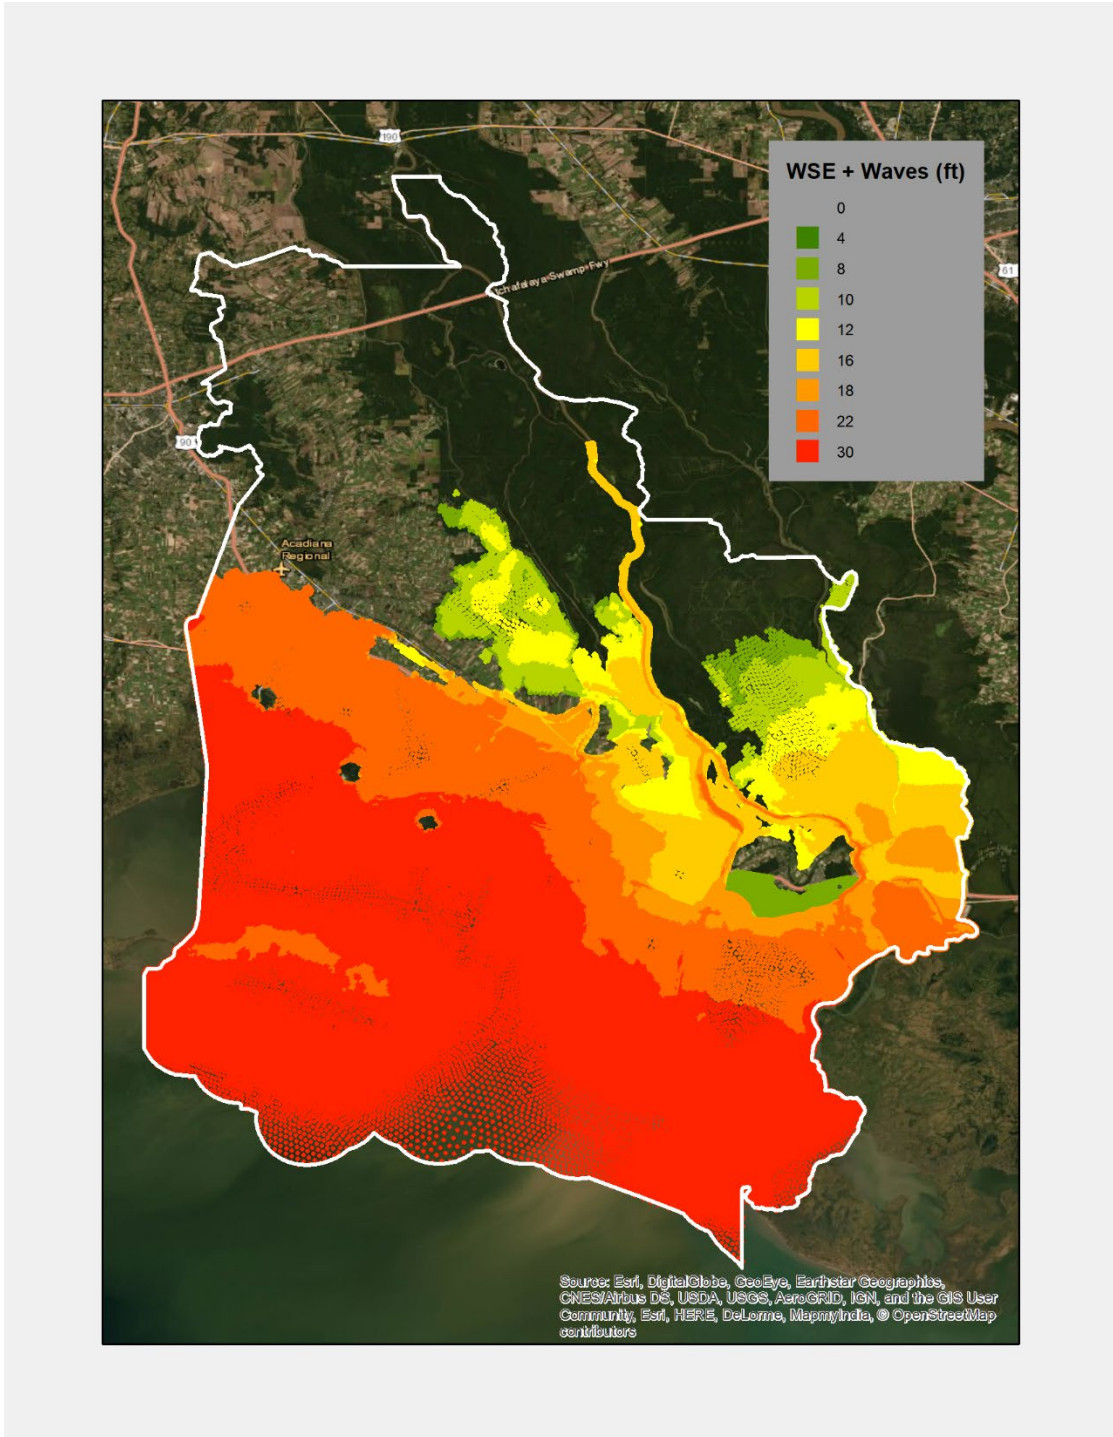 190
WSE + Waves (ft)
0
4
8
10
12
16
18
22
30
61
Atchafalaya Swamp Fwy
90
Acadiana
Regional
Source: Esri, DigitalGlobe, GeoEye, Earthstar Geographics,
CNES/Airbus DS, USDA, USGS, AeroGRID, IGN, and the GIS User
Community, Esri, HERE, DeLorme, MapmyIndia, © OpenStreetMap
contributors